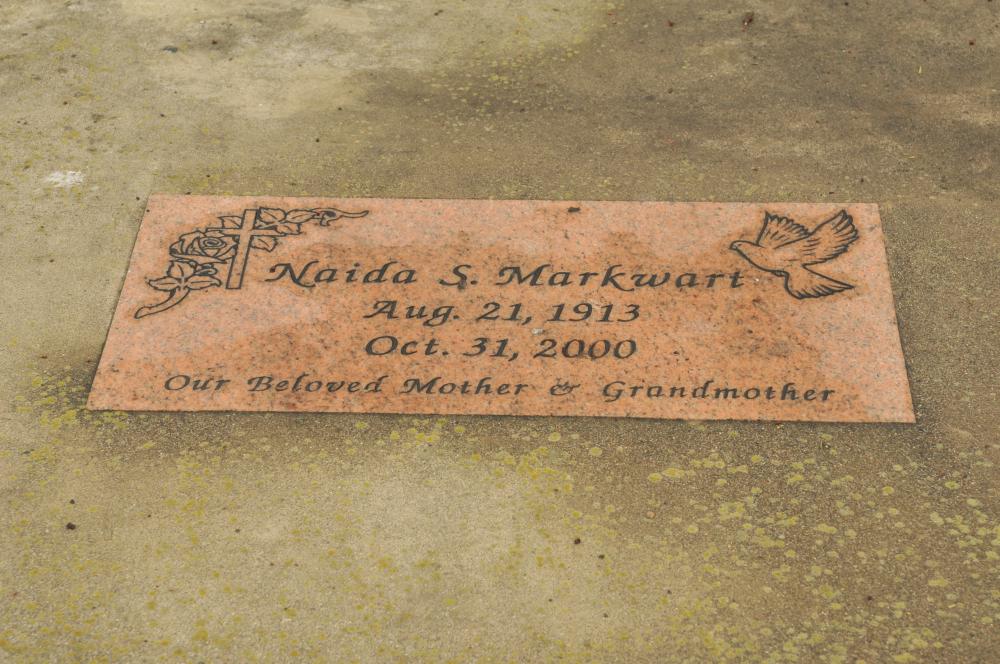 Naida S. Markwart
Aug. 21, 1913
Oct. 31, 2000
Our Beloved Mother & Grandmother